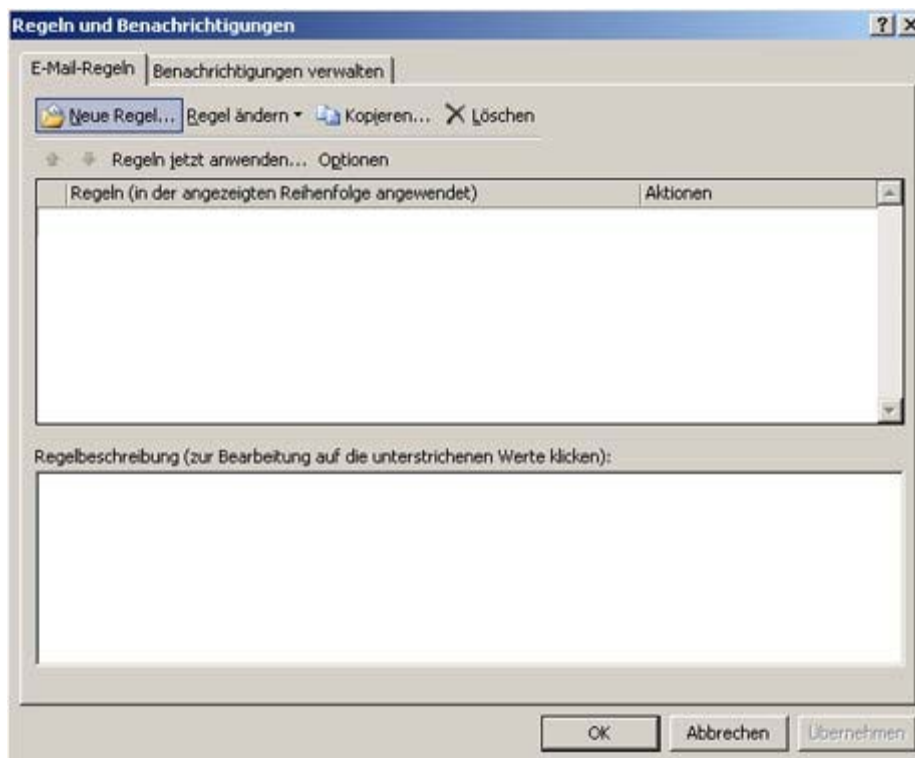 Regeln und Benachrichtigungen
E-Mail-Regeln Benachrichtigungen verwalten
Neue Regel... Regel ändern Kopieren... Löschen
Regeln jetzt anwenden... Optionen
Regeln (in der angezeigten Reihenfolge angewendet) Aktionen
Regelbeschreibung (zur Bearbeitung auf die unterstrichenen Werte klicken):
OK Abbrechen Übernehmen